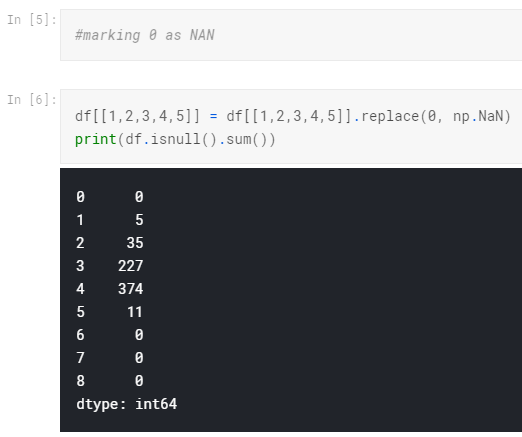 In [5]:
#marking 0 as NAN
In [6]:
df[[1,2,3,4,5]] = df[[1,2,3,4,5]].replace(0, np.NaN)
print(df.isnull().sum())
0      0
1      5
2     35
3    227
4    374
5     11
6      0
7      0
8      0
dtype: int64